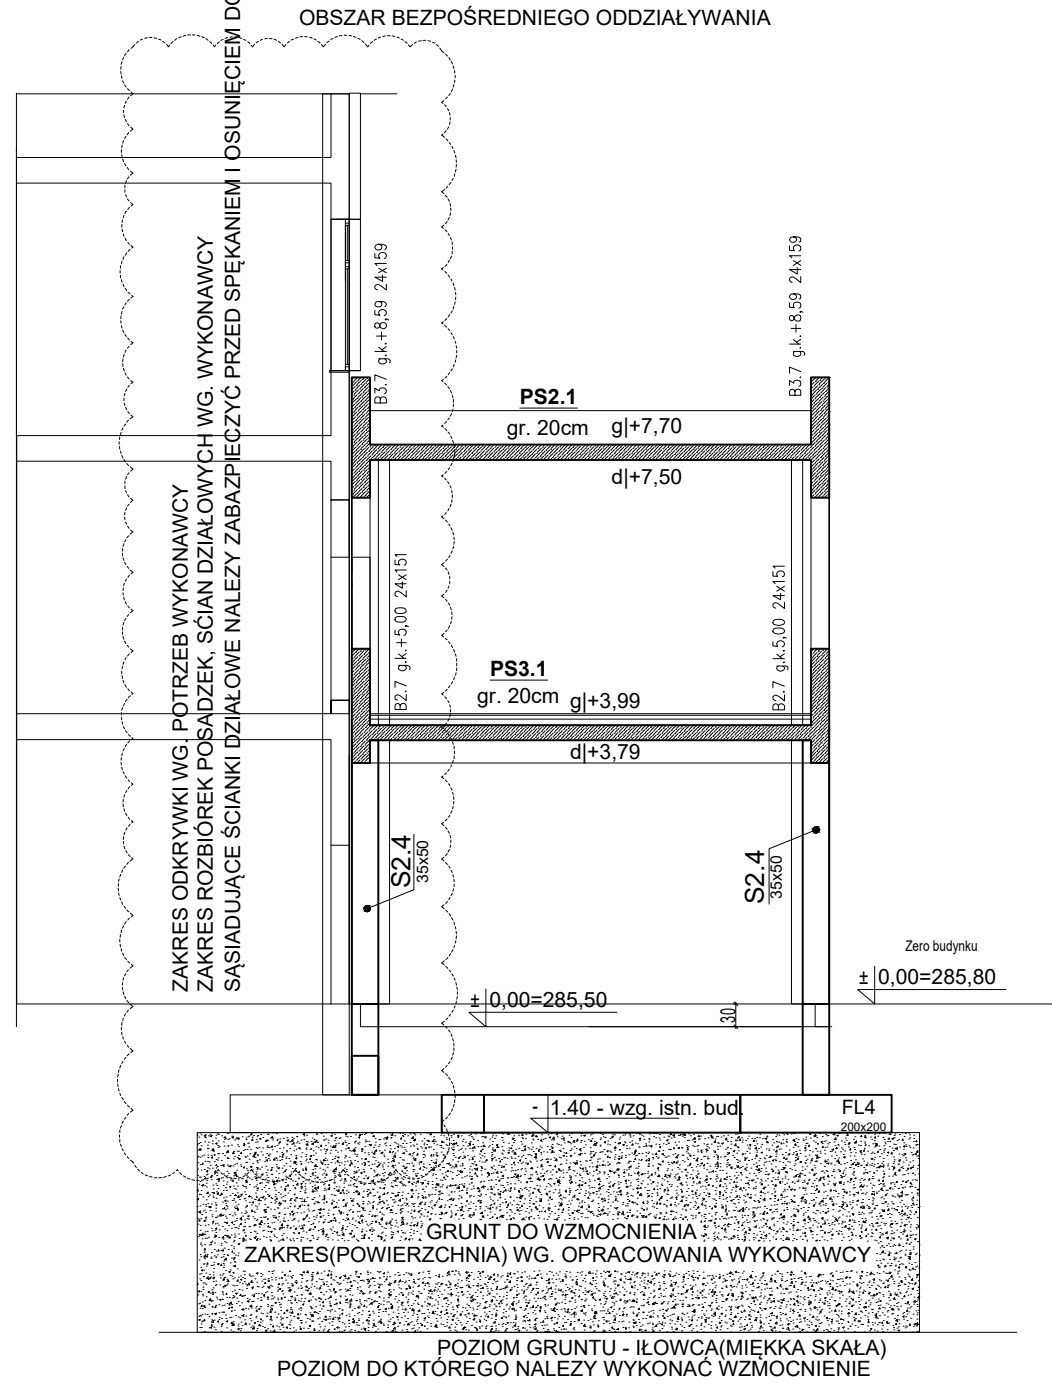 OBSZAR BEZPOŚREDNIEGO ODDZIAŁYWANIA
ZAKRES ODKRYWKI WG. POTRZEB WYKONAWCY
ZAKRES ROZBIÓREK POSADZEK, SĆIAN DZIAŁOWYCH WG. WYKONAWCY
SĄSIADUJĄCE ŚCIANKI DZIAŁOWE NALEZY ZABAZPIECZYĆ PRZED SPĘKANIEM I OSUNIĘCIEM DO
B3.7 g.k.+8,59 24x159
B3.7 g.k.+8,59 24x159
PS2.1
gr. 20cm g|+7,70
d|+7,50
B2.7 g.k.+5,00 24x151
B2.7 g.k.5,00 24x151
PS3.1
gr. 20cm g|+3,99
d|+3,79
S2.4
35x50
S2.4
35x50
Zero budynku
± 0,00=285,80
± 0,00=285,50
30
- 1.40 - wzg. istn. bud.
FL4
200x200
GRUNT DO WZMOCNIENIA
ZAKRES(POWIERZCHNIA) WG. OPRACOWANIA WYKONAWCY
POZIOM GRUNTU - IŁOWCA(MIĘKKA SKAŁA)
POZIOM DO KTÓREGO NALEZY WYKONAĆ WZMOCNIENIE